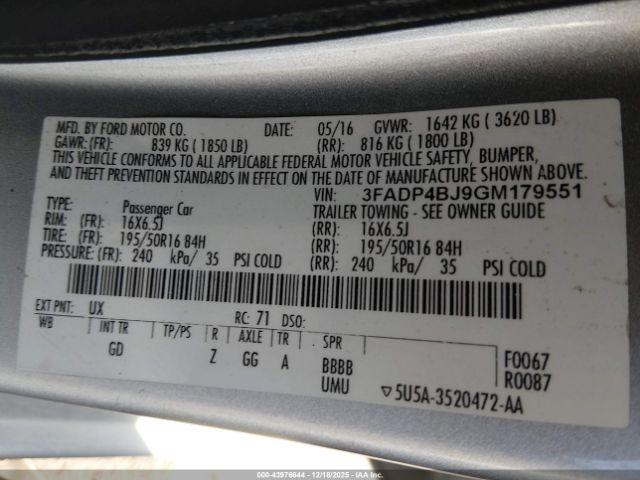 MFD. BY FORD MOTOR CO. DATE: 05/16 GVWR: 1642 KG ( 3620 LB)
GAWR: (FR): 839 KG ( 1850 LB) (RR): 816 KG ( 1800 LB)
THIS VEHICLE CONFORMS TO ALL APPLICABLE FEDERAL MOTOR VEHICLE SAFETY, BUMPER,
AND THEFT PREVENTION STANDARDS IN EFFECT ON THE DATE OF MANUFACTURE SHOWN ABOVE.
VIN: 3FADP4BJ9GM179551
TYPE: Passenger Car TRAILER TOWING - SEE OWNER GUIDE
RIM: (FR): 16X6.5J (RR): 16X6.5J
TIRE: (FR): 195/50R16 84H (RR): 195/50R16 84H
PRESSURE: (FR): 240 kPa/ 35 PSI COLD (RR): 240 kPa/ 35 PSI COLD
EXT PNT: UX RC: 71 DSO:
WB INT TR TP/PS R AXLE TR SPR
GD Z GG A BBBB F0067
UMU R0087
5U5A-3520472-AA
000-43976644 | 12/18/2025 - IAAI.COM